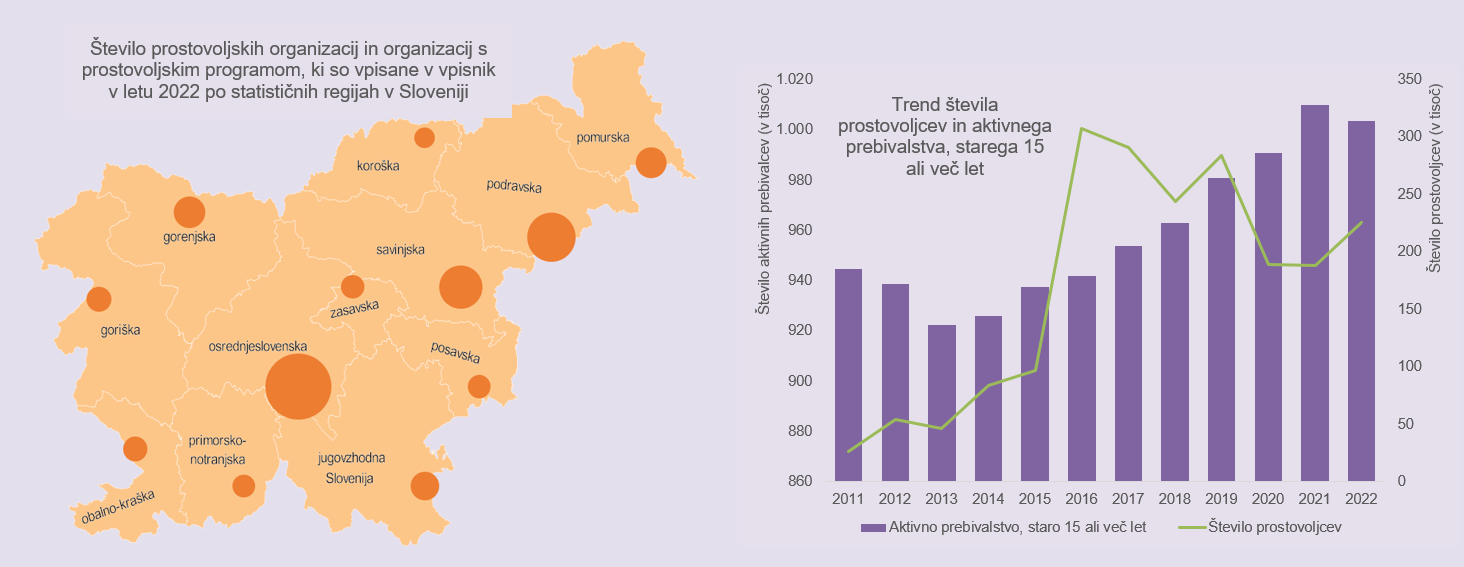 Število prostovoljskih organizacij in organizacij s
prostovoljskim programom, ki so vpisane v vpisnik
v letu 2022 po statističnih regijah v Sloveniji
pomurska
koroška
podravska
gorenjska
savinjska
zasavska
goriška
osrednjeslovenska
posavska
primorsko-
notranjska
jugovzhodna
Slovenija
obalno-kraška
Trend števila
prostovoljcev in aktivnega
prebivalstva, starega 15
ali več let
Število aktivnih prebivalcev (v tisoč)
1.020
1.000
980
960
940
920
900
880
860
350
300
250
200
150
100
50
0
Število prostovoljcev (v tisoč)
2011 2012 2013 2014 2015 2016 2017 2018 2019 2020 2021 2022
Aktivno prebivalstvo, staro 15 ali več let Število prostovoljcev